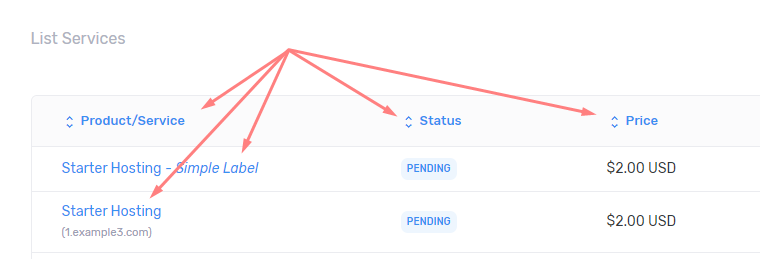 List Services
Product/Service Status Price
Starter Hosting - Simple Label PENDING $2.00 USD
Starter Hosting PENDING $2.00 USD
(1.example3.com)